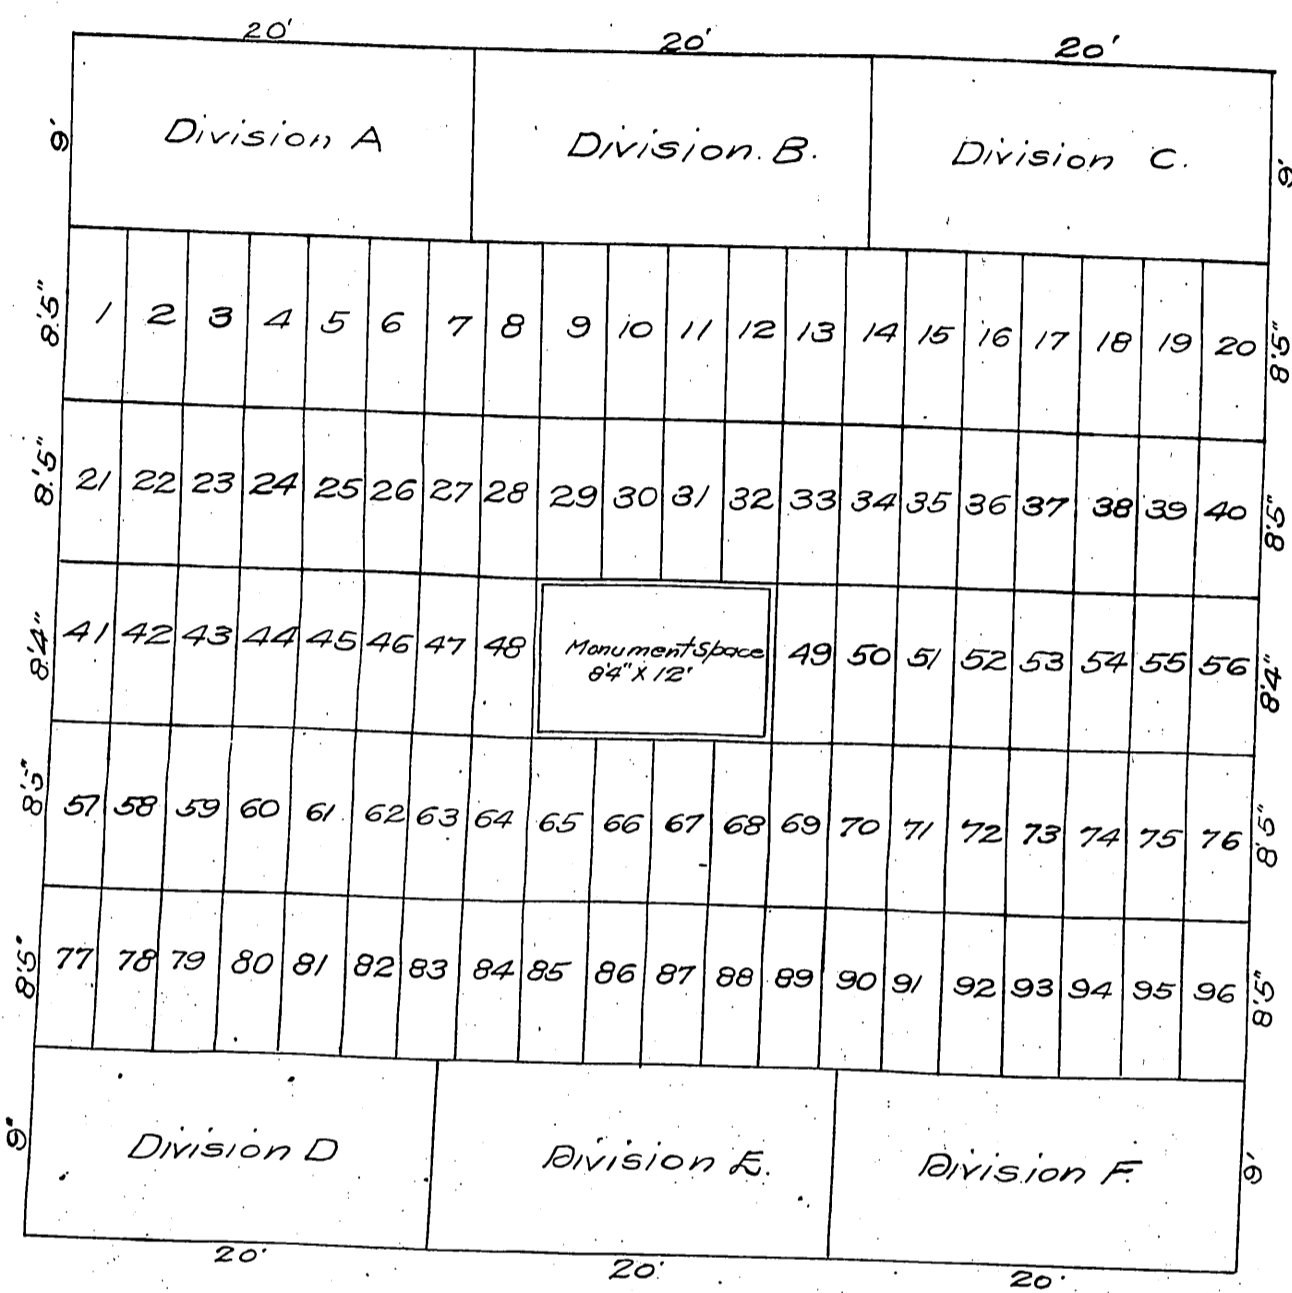 20' 20' 20'
9' Division A Division. B. Division C. 9'
8'5" 1 2 3 4 5 6 7 8 9 10 11 12 13 14 15 16 17 18 19 20 8'5"
8'.5" 21 22 23 24 25 26 27 28 29 30 31 32 33 34 35 36 37 38 39 40 8'5"
8'4" 41 42 43 44 45 46 47 48 Monument Space 49 50 51 52 53 54 55 56 8'4"
8'4" X 12'
8'5" 57 58 59 60 61 62 63 64 65 66 67 68 69 70 71 72 73 74 75 76 8'5"
8'5" 77 78 79 80 81 82 83 84 85 86 87 88 89 90 91 92 93 94 95 96 8'5"
9" Division D Division E. Division F. 9'
20' 20' 20'